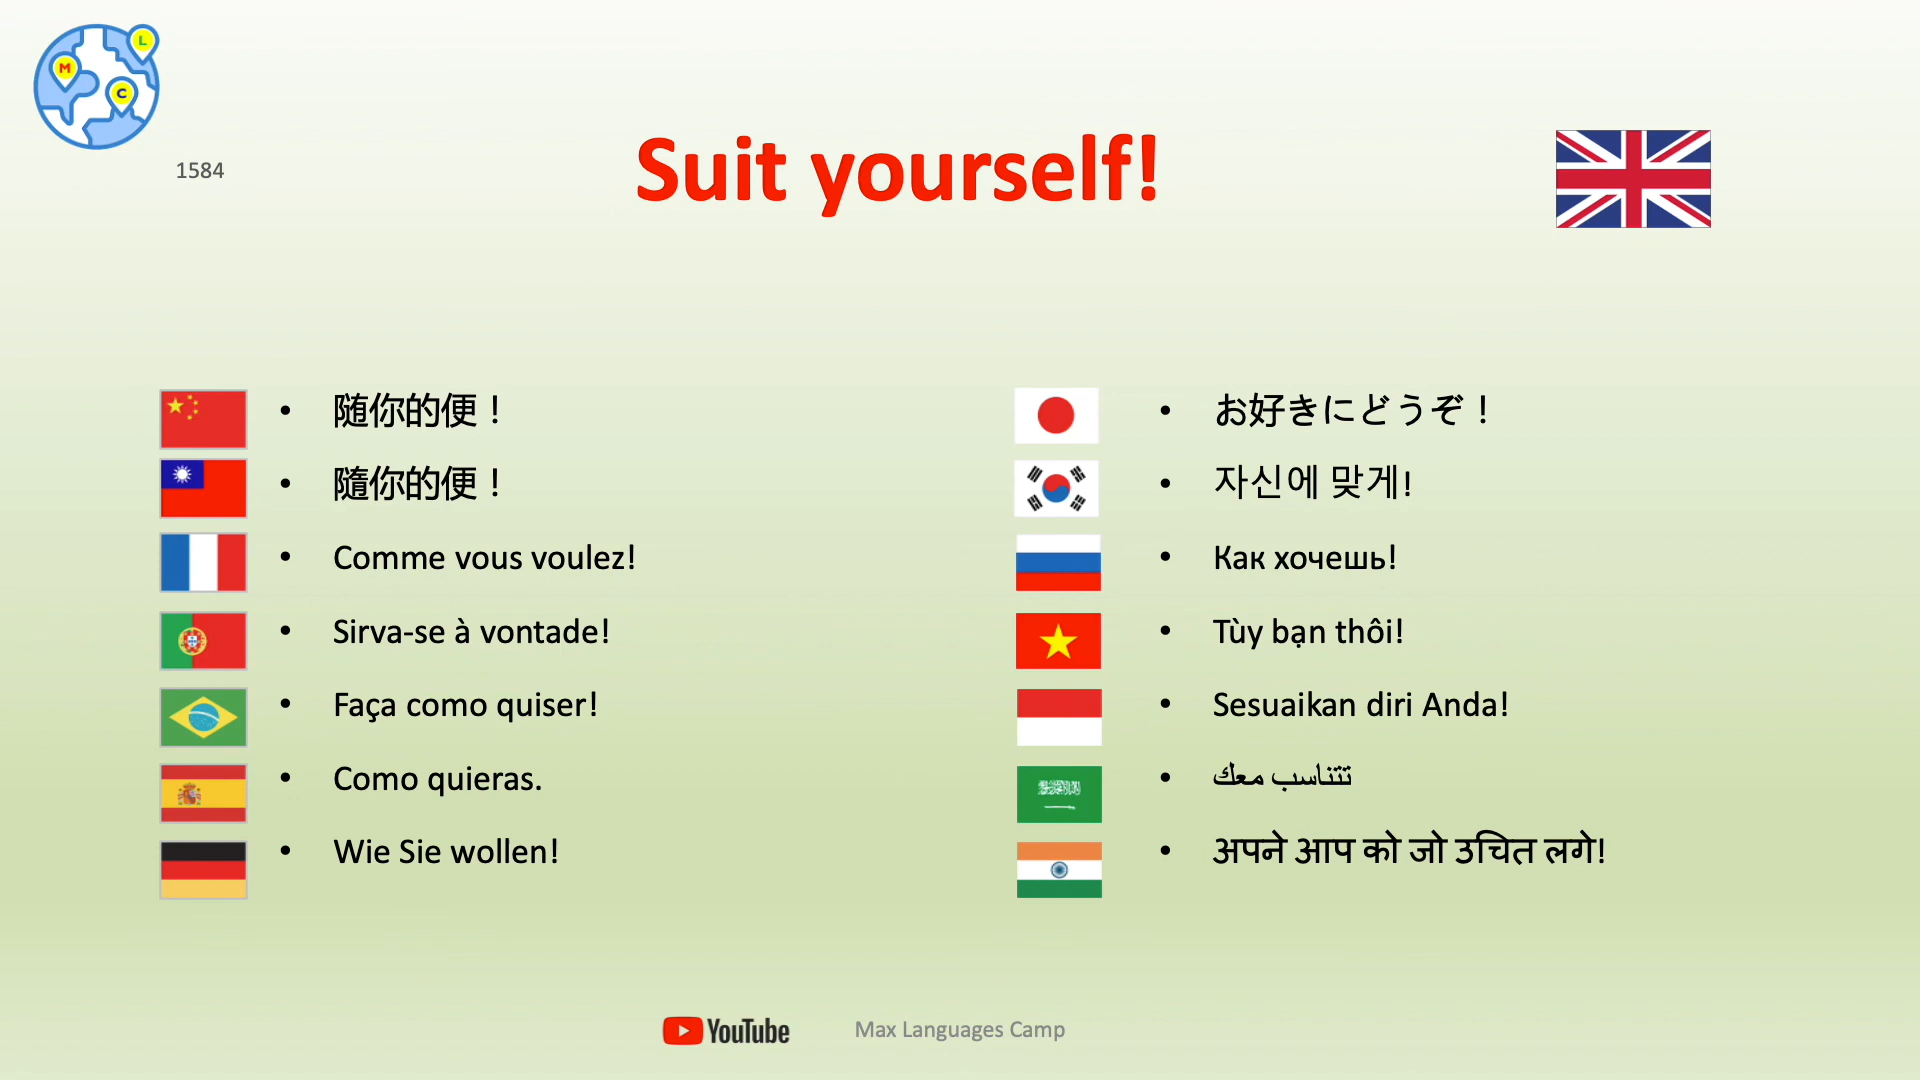 L
M
C
1584
Suit yourself!
随你的便！
隨你的便！
Comme vous voulez!
Sirva-se à vontade!
Faça como quiser!
Como quieras.
Wie Sie wollen!
お好きにどうぞ！
자신에 맞게!
Как хочешь!
Tùy bạn thôi!
Sesuaikan diri Anda!
تتناسب معك
अपने आप को जो उचित लगे!
YouTube
Max Languages Camp